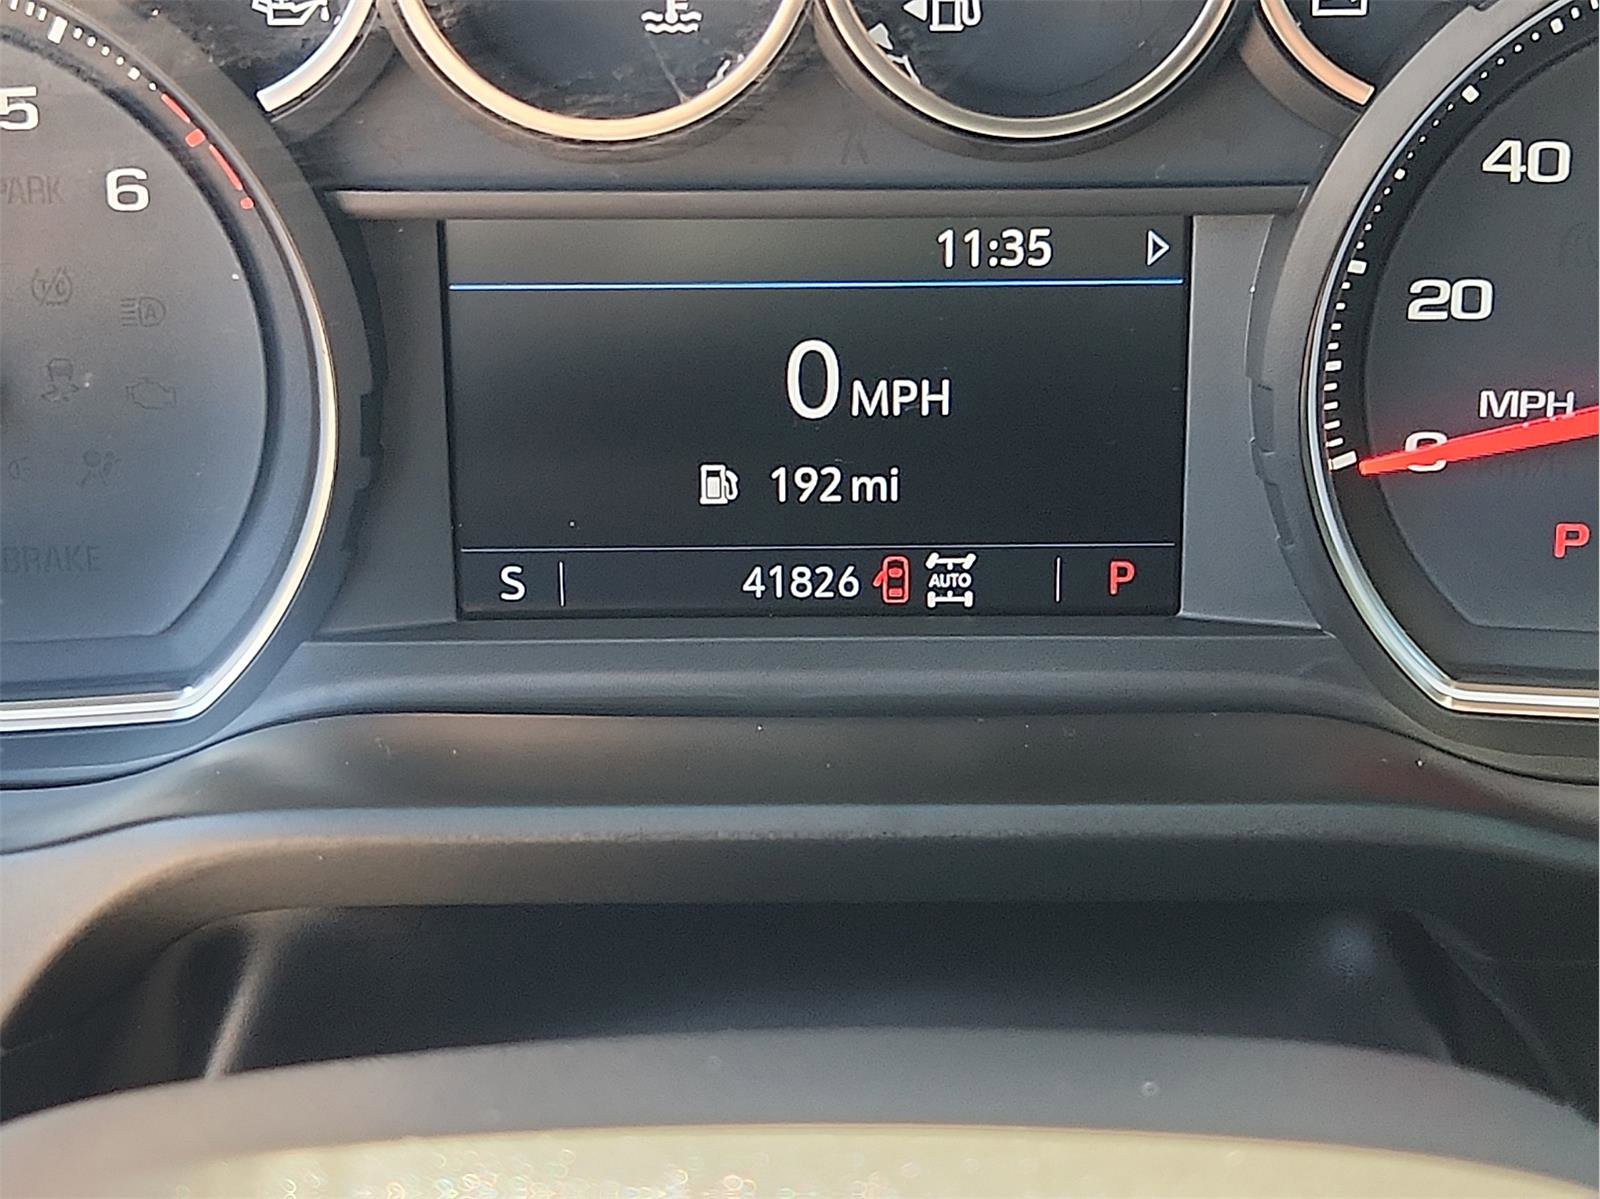 5
6
PARK
T/C
A
BRAKE
11:35
0 MPH
192 mi
S
41826
AUTO
P
40
20
MPH
0
P